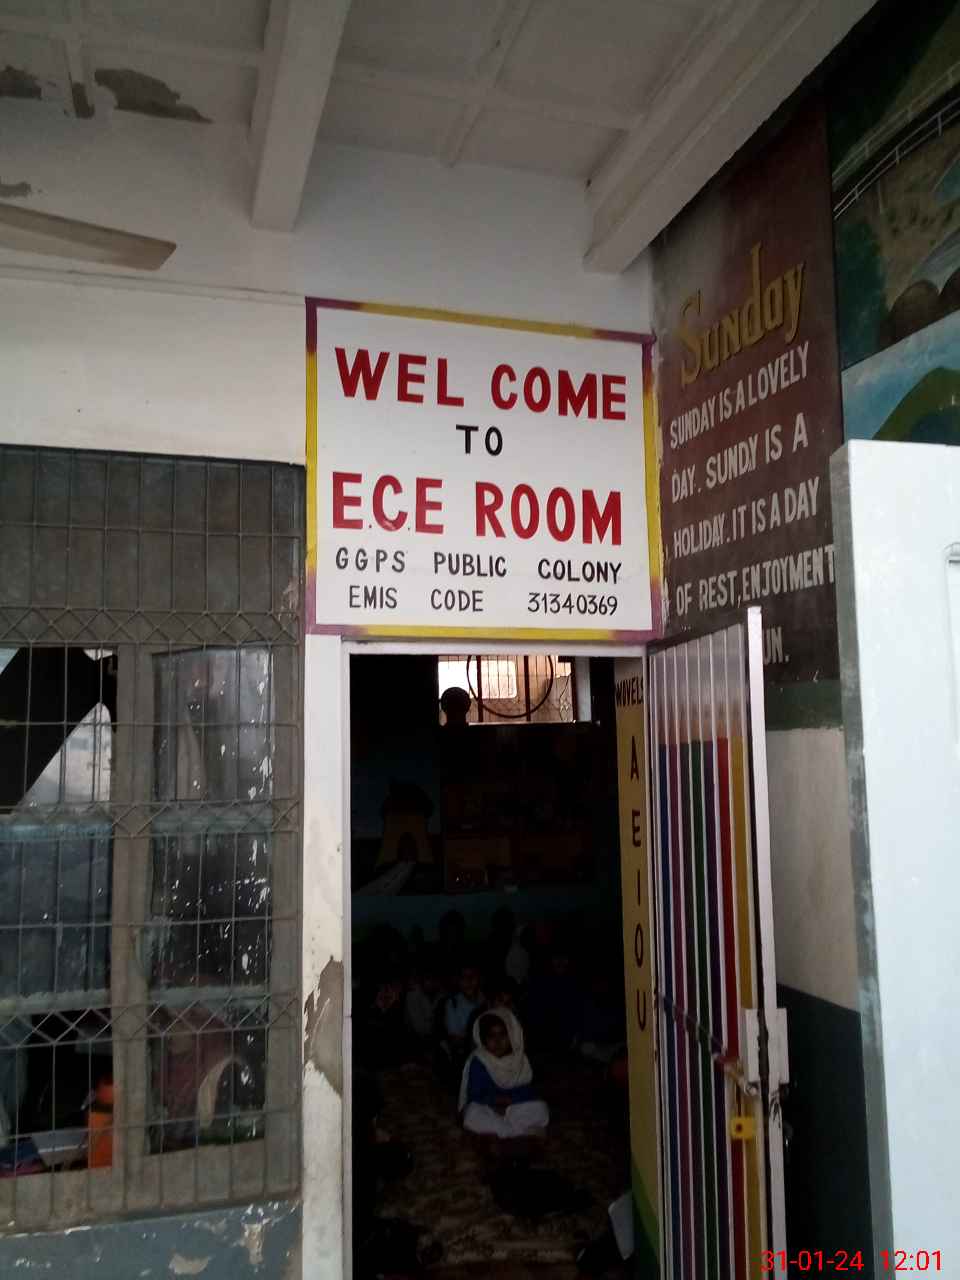 WEL COME
TO
E.C.E ROOM
GGPS PUBLIC COLONY
EMIS CODE 31340369
Sunday
SUNDAY IS A LOVELY
DAY. SUNDY IS A
HOLIDAY. IT IS A DAY
OF REST, ENJOYMENT
WOVELS
A
E
I
O
U
31-01-24 12:01